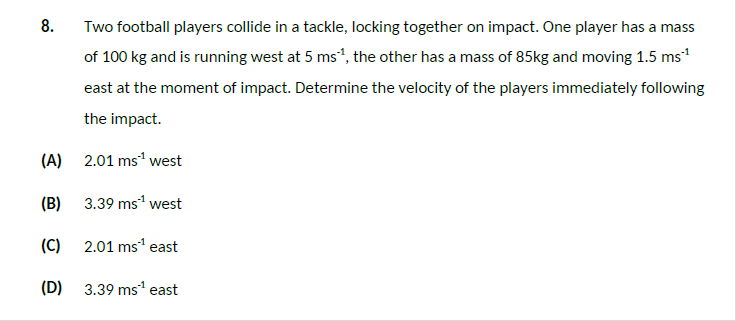 8. Two football players collide in a tackle, locking together on impact. One player has a mass
of 100 kg and is running west at 5 ms⁻¹, the other has a mass of 85kg and moving 1.5 ms⁻¹
east at the moment of impact. Determine the velocity of the players immediately following
the impact.
(A) 2.01 ms⁻¹ west
(B) 3.39 ms⁻¹ west
(C) 2.01 ms⁻¹ east
(D) 3.39 ms⁻¹ east